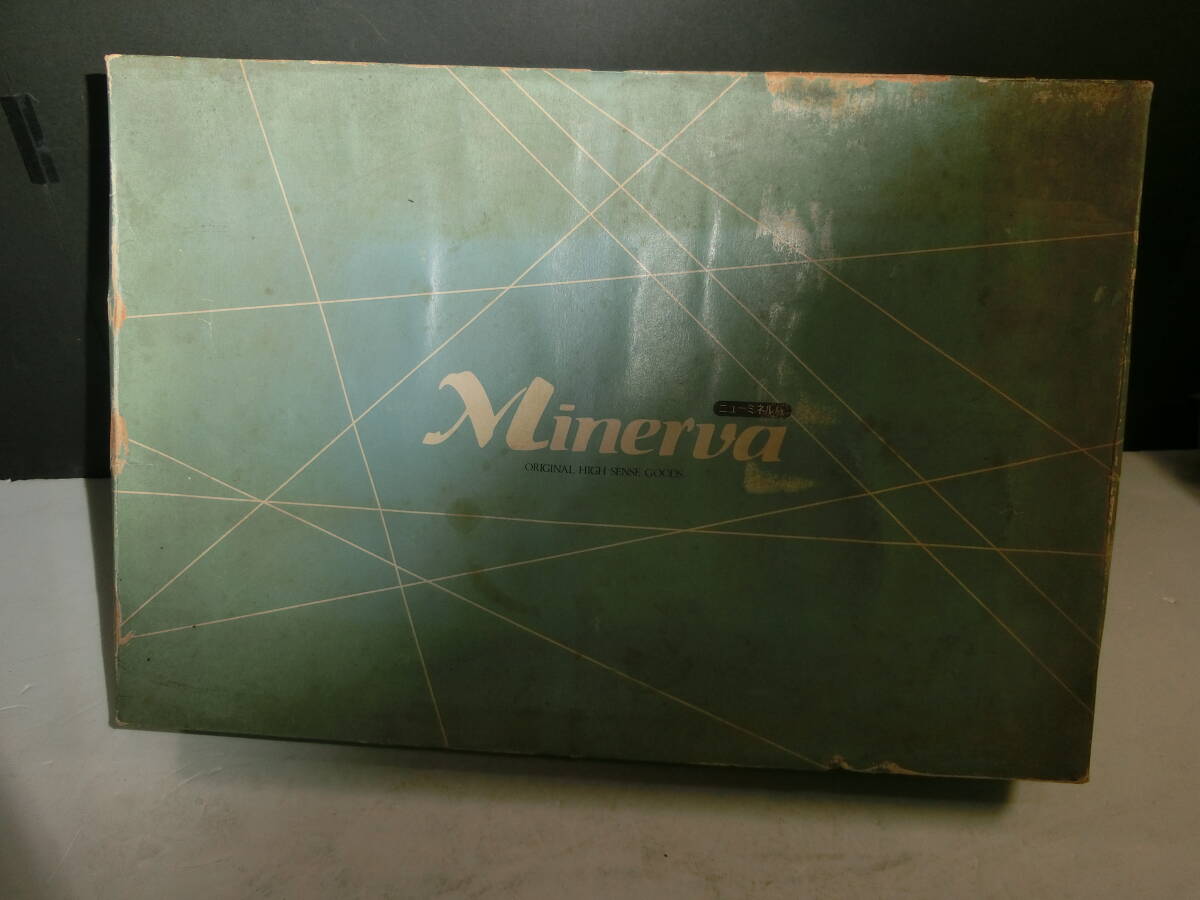 ニューミネルバ
Minerva
ORIGINAL HIGH SENSE GOODS